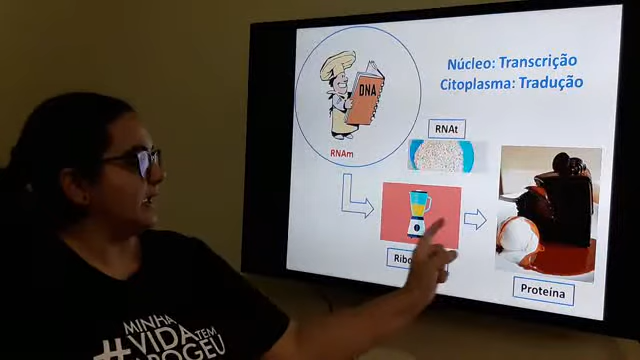 Núcleo: Transcrição
Citoplasma: Tradução
DNA
RNAm
RNAt
Proteína
MINHA
#VIDA TEM